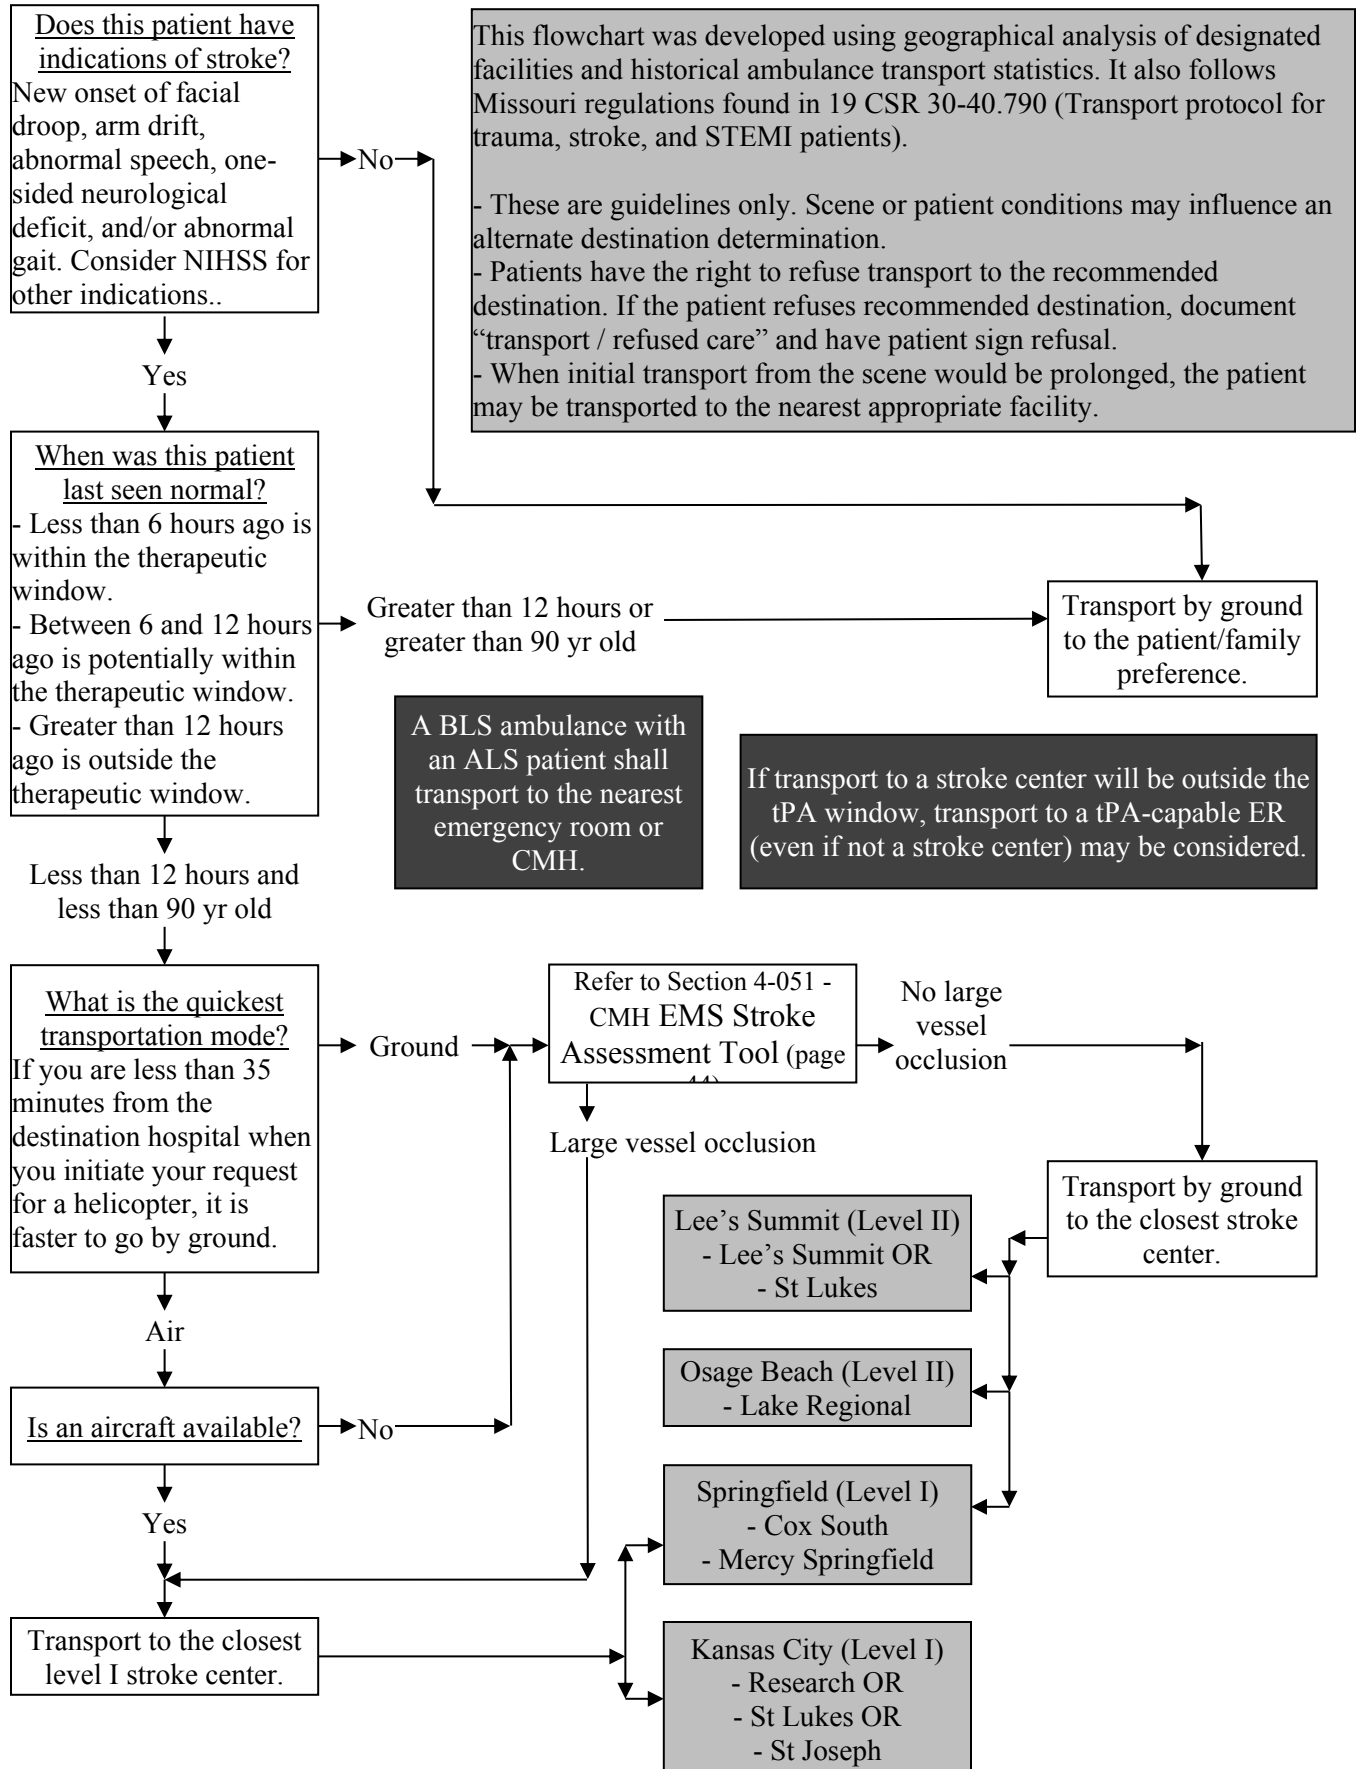 Does this patient have
indications of stroke?
New onset of facial
droop, arm drift,
abnormal speech, one-
sided neurological
deficit, and/or abnormal
gait. Consider NIHSS for
other indications..
No
This flowchart was developed using geographical analysis of designated
facilities and historical ambulance transport statistics. It also follows
Missouri regulations found in 19 CSR 30-40.790 (Transport protocol for
trauma, stroke, and STEMI patients).
- These are guidelines only. Scene or patient conditions may influence an
alternate destination determination.
- Patients have the right to refuse transport to the recommended
destination. If the patient refuses recommended destination, document
“transport / refused care” and have patient sign refusal.
- When initial transport from the scene would be prolonged, the patient
may be transported to the nearest appropriate facility.
Yes
When was this patient
last seen normal?
- Less than 6 hours ago is
within the therapeutic
window.
- Between 6 and 12 hours
ago is potentially within
the therapeutic window.
- Greater than 12 hours
ago is outside the
therapeutic window.
Greater than 12 hours or
greater than 90 yr old
Transport by ground
to the patient/family
preference.
A BLS ambulance with
an ALS patient shall
transport to the nearest
emergency room or
CMH.
If transport to a stroke center will be outside the
tPA window, transport to a tPA-capable ER
(even if not a stroke center) may be considered.
Less than 12 hours and
less than 90 yr old
What is the quickest
transportation mode?
If you are less than 35
minutes from the
destination hospital when
you initiate your request
for a helicopter, it is
faster to go by ground.
Ground
Refer to Section 4-051 -
CMH EMS Stroke
Assessment Tool (page
No large
vessel
occlusion
Large vessel occlusion
Transport by ground
to the closest stroke
center.
Lee’s Summit (Level II)
- Lee’s Summit OR
- St Lukes
Osage Beach (Level II)
- Lake Regional
Springfield (Level I)
- Cox South
- Mercy Springfield
Kansas City (Level I)
- Research OR
- St Lukes OR
- St Joseph
Air
Is an aircraft available?
No
Yes
Transport to the closest
level I stroke center.